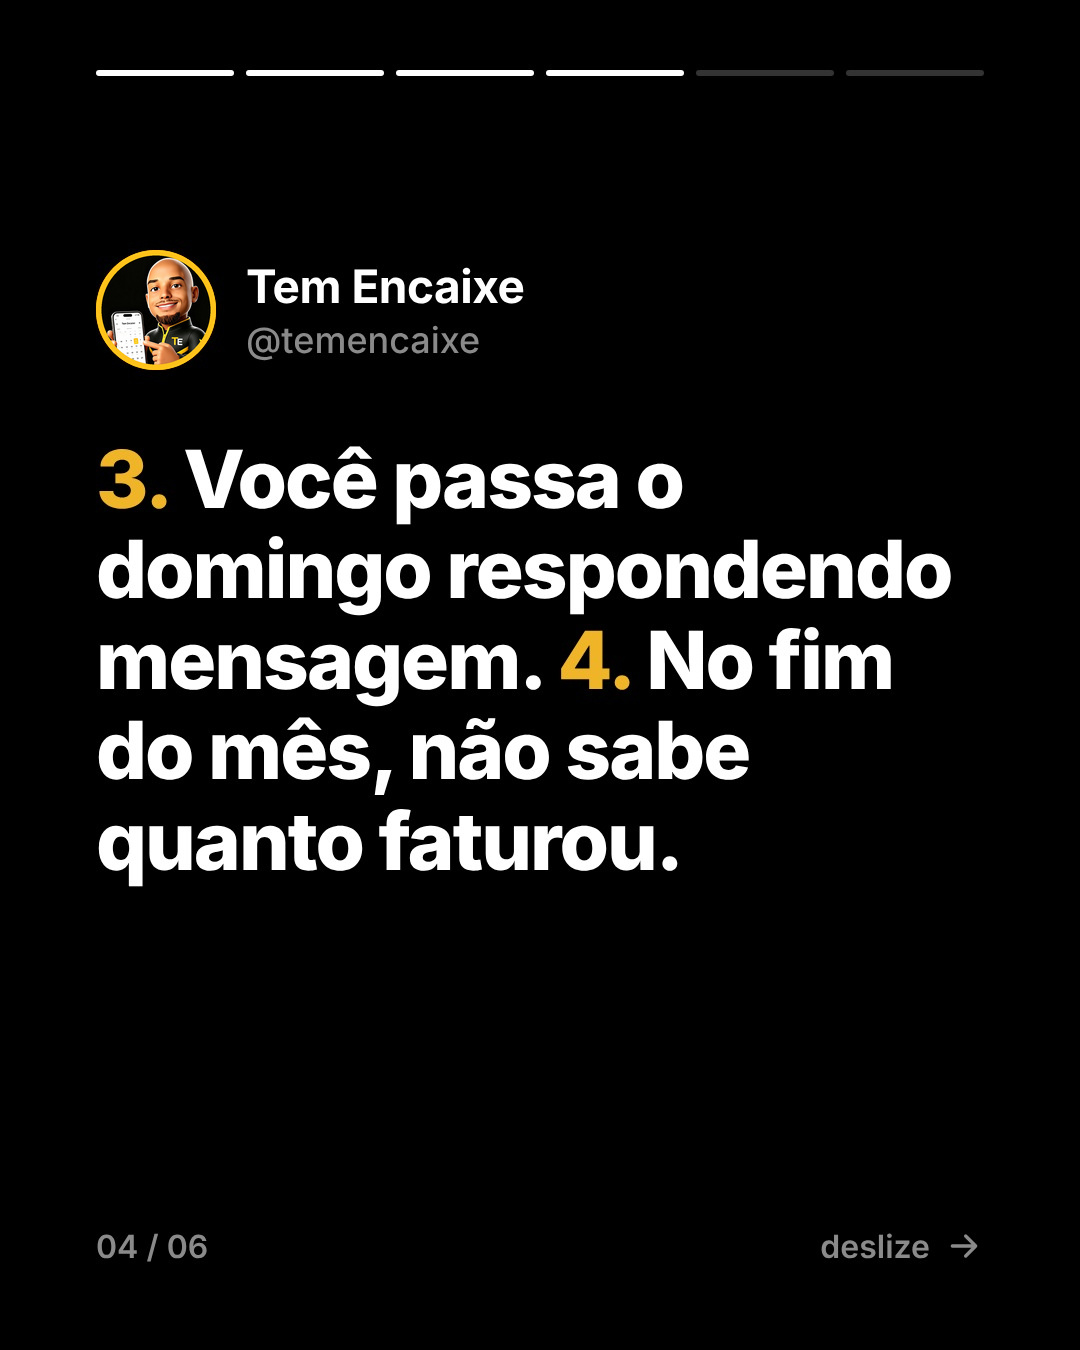 Tem Encaixe
@temencaixe
3. Você passa o
domingo respondendo
mensagem. 4. No fim
do mês, não sabe
quanto faturou.
04 / 06
deslize →